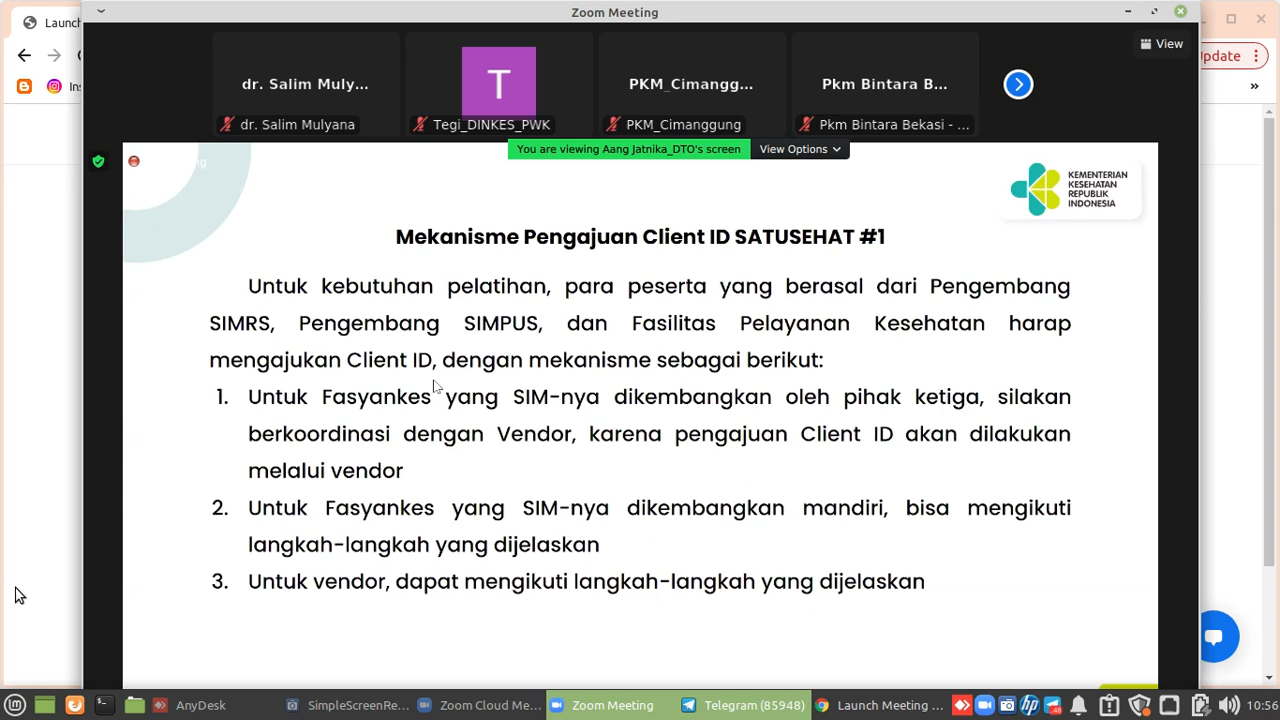 Zoom Meeting
Launch
Update
Ins
»
View
dr. Salim Muly...
T
PKM_Cimangg...
Pkm Bintara B...
dr. Salim Mulyana
Tegi_DINKES_PWK
PKM_Cimanggung
Pkm Bintara Bekasi - ...
You are viewing Aang Jatnika_DTO's screen
View Options
KEMENTERIAN
KESEHATAN
REPUBLIK
INDONESIA
Mekanisme Pengajuan Client ID SATUSEHAT #1
Untuk kebutuhan pelatihan, para peserta yang berasal dari Pengembang
SIMRS, Pengembang SIMPUS, dan Fasilitas Pelayanan Kesehatan harap
mengajukan Client ID, dengan mekanisme sebagai berikut:
1. Untuk Fasyankes yang SIM-nya dikembangkan oleh pihak ketiga, silakan
berkoordinasi dengan Vendor, karena pengajuan Client ID akan dilakukan
melalui vendor
2. Untuk Fasyankes yang SIM-nya dikembangkan mandiri, bisa mengikuti
langkah-langkah yang dijelaskan
3. Untuk vendor, dapat mengikuti langkah-langkah yang dijelaskan
AnyDesk
SimpleScreenRe...
Zoom Cloud Me...
Zoom Meeting
Telegram (85948)
Launch Meeting ...
10:56